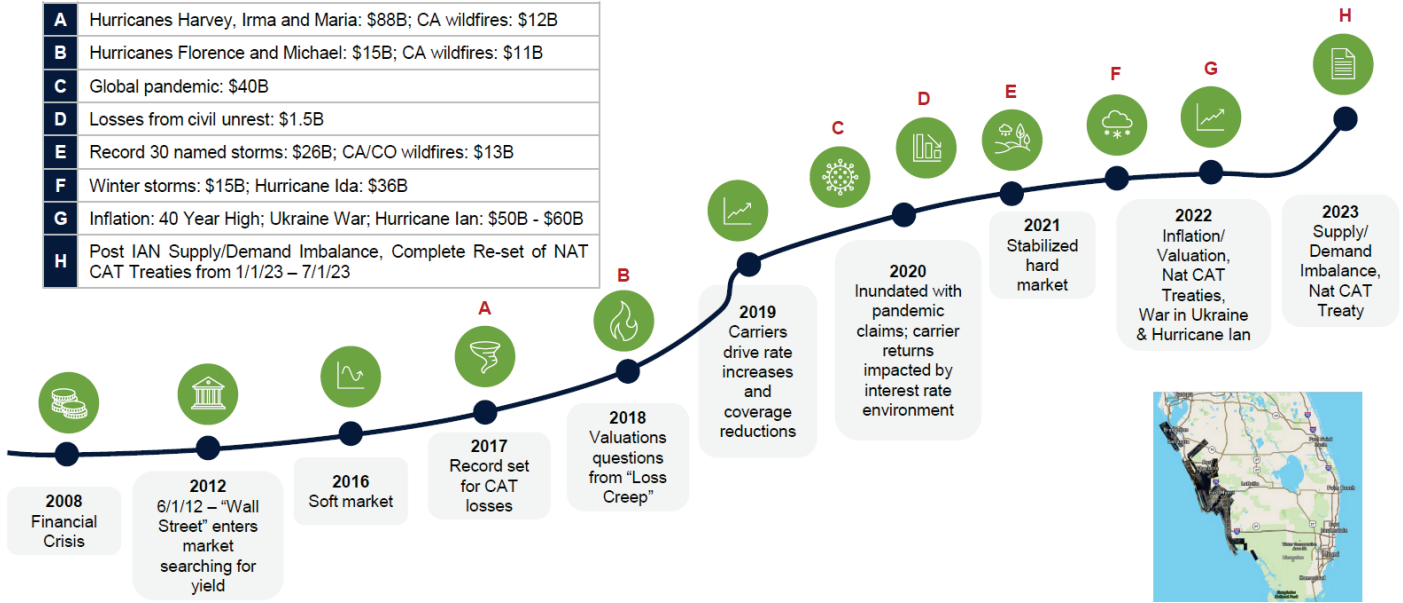 A Hurricanes Harvey, Irma and Maria: $88B; CA wildfires: $12B
B Hurricanes Florence and Michael: $15B; CA wildfires: $11B
C Global pandemic: $40B
D Losses from civil unrest: $1.5B
E Record 30 named storms: $26B; CA/CO wildfires: $13B
F Winter storms: $15B; Hurricane Ida: $36B
G Inflation: 40 Year High; Ukraine War; Hurricane Ian: $50B - $60B
H Post IAN Supply/Demand Imbalance, Complete Re-set of NAT
CAT Treaties from 1/1/23 – 7/1/23
2008
Financial
Crisis
2012
6/1/12 – “Wall
Street” enters
market
searching for
yield
2016
Soft market
A
2017
Record set
for CAT
losses
B
2018
Valuations
questions
from “Loss
Creep”
2019
Carriers
drive rate
increases
and
coverage
reductions
C
D
2020
Inundated with
pandemic
claims; carrier
returns
impacted by
interest rate
environment
E
2021
Stabilized
hard
market
F
G
2022
Inflation/
Valuation,
Nat CAT
Treaties,
War in Ukraine
& Hurricane Ian
H
2023
Supply/
Demand
Imbalance,
Nat CAT
Treaty
Miami
Homestead